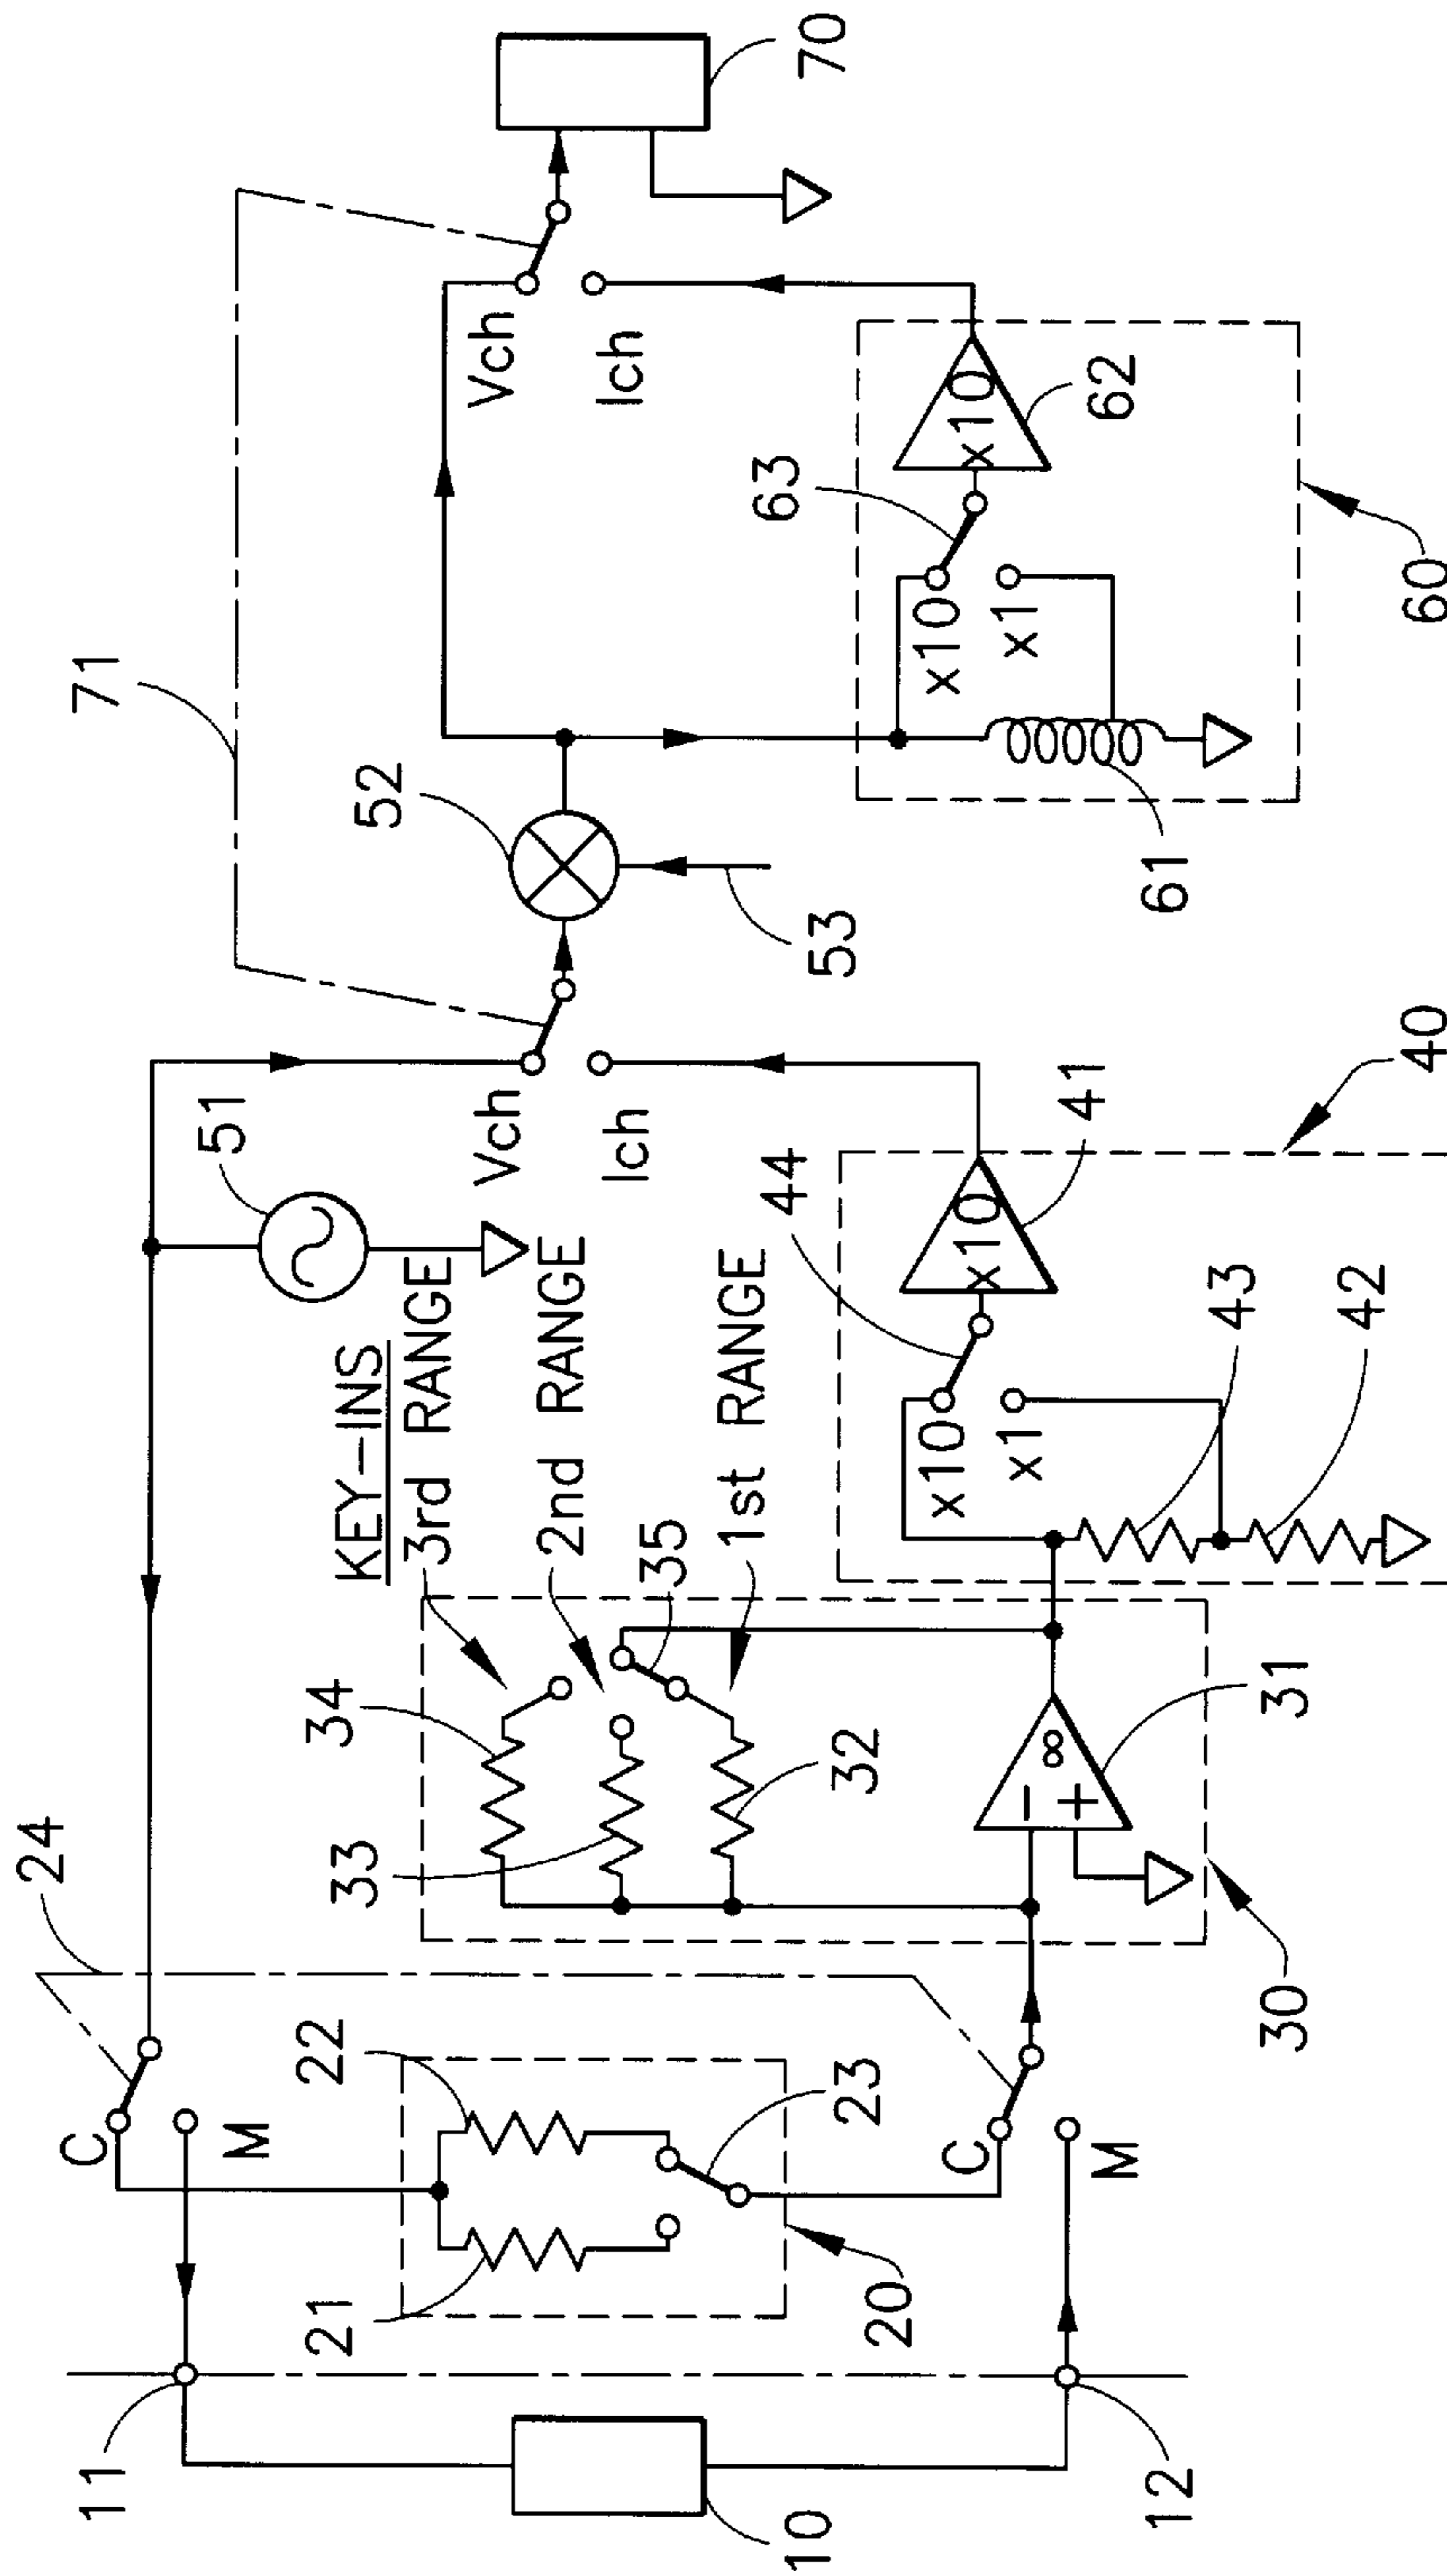 24
11
C
M
22
21
23
20
10
12
C
M
KEY-INS
3rd RANGE
2nd RANGE
1st RANGE
34
33
35
32
∞
−
+
31
30
51
Vch
Ich
44
x10
x1
x10
41
43
42
40
71
52
53
Vch
Ich
63
x10
x1
x10
62
61
60
70